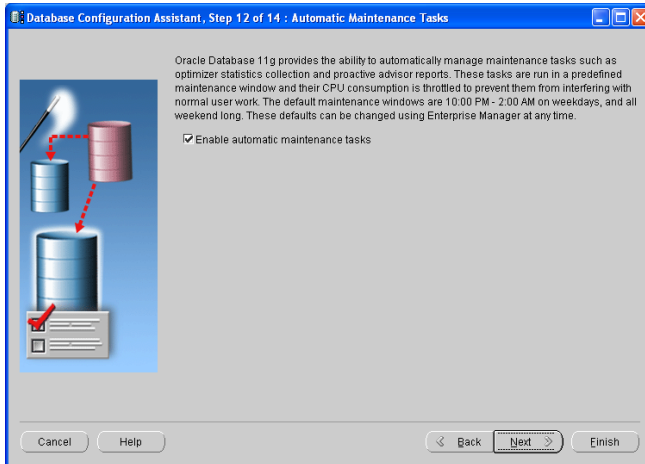 Database Configuration Assistant, Step 12 of 14 : Automatic Maintenance Tasks
Oracle Database 11g provides the ability to automatically manage maintenance tasks such as
optimizer statistics collection and proactive advisor reports. These tasks are run in a predefined
maintenance window and their CPU consumption is throttled to prevent them from interfering with
normal user work. The default maintenance windows are 10:00 PM - 2:00 AM on weekdays, and all
weekend long. These defaults can be changed using Enterprise Manager at any time.
Enable automatic maintenance tasks
Cancel Help Back Next Finish